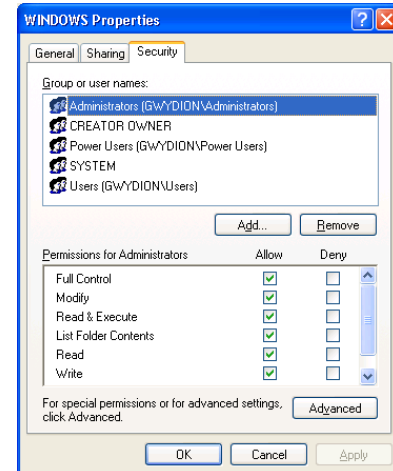 WINDOWS Properties
General Sharing Security
Group or user names:
Administrators (GWYDION\Administrators)
CREATOR OWNER
Power Users (GWYDION\Power Users)
SYSTEM
Users (GWYDION\Users)
Add... Remove
Permissions for Administrators Allow Deny
Full Control
Modify
Read & Execute
List Folder Contents
Read
Write
For special permissions or for advanced settings,
click Advanced.
Advanced
OK Cancel Apply